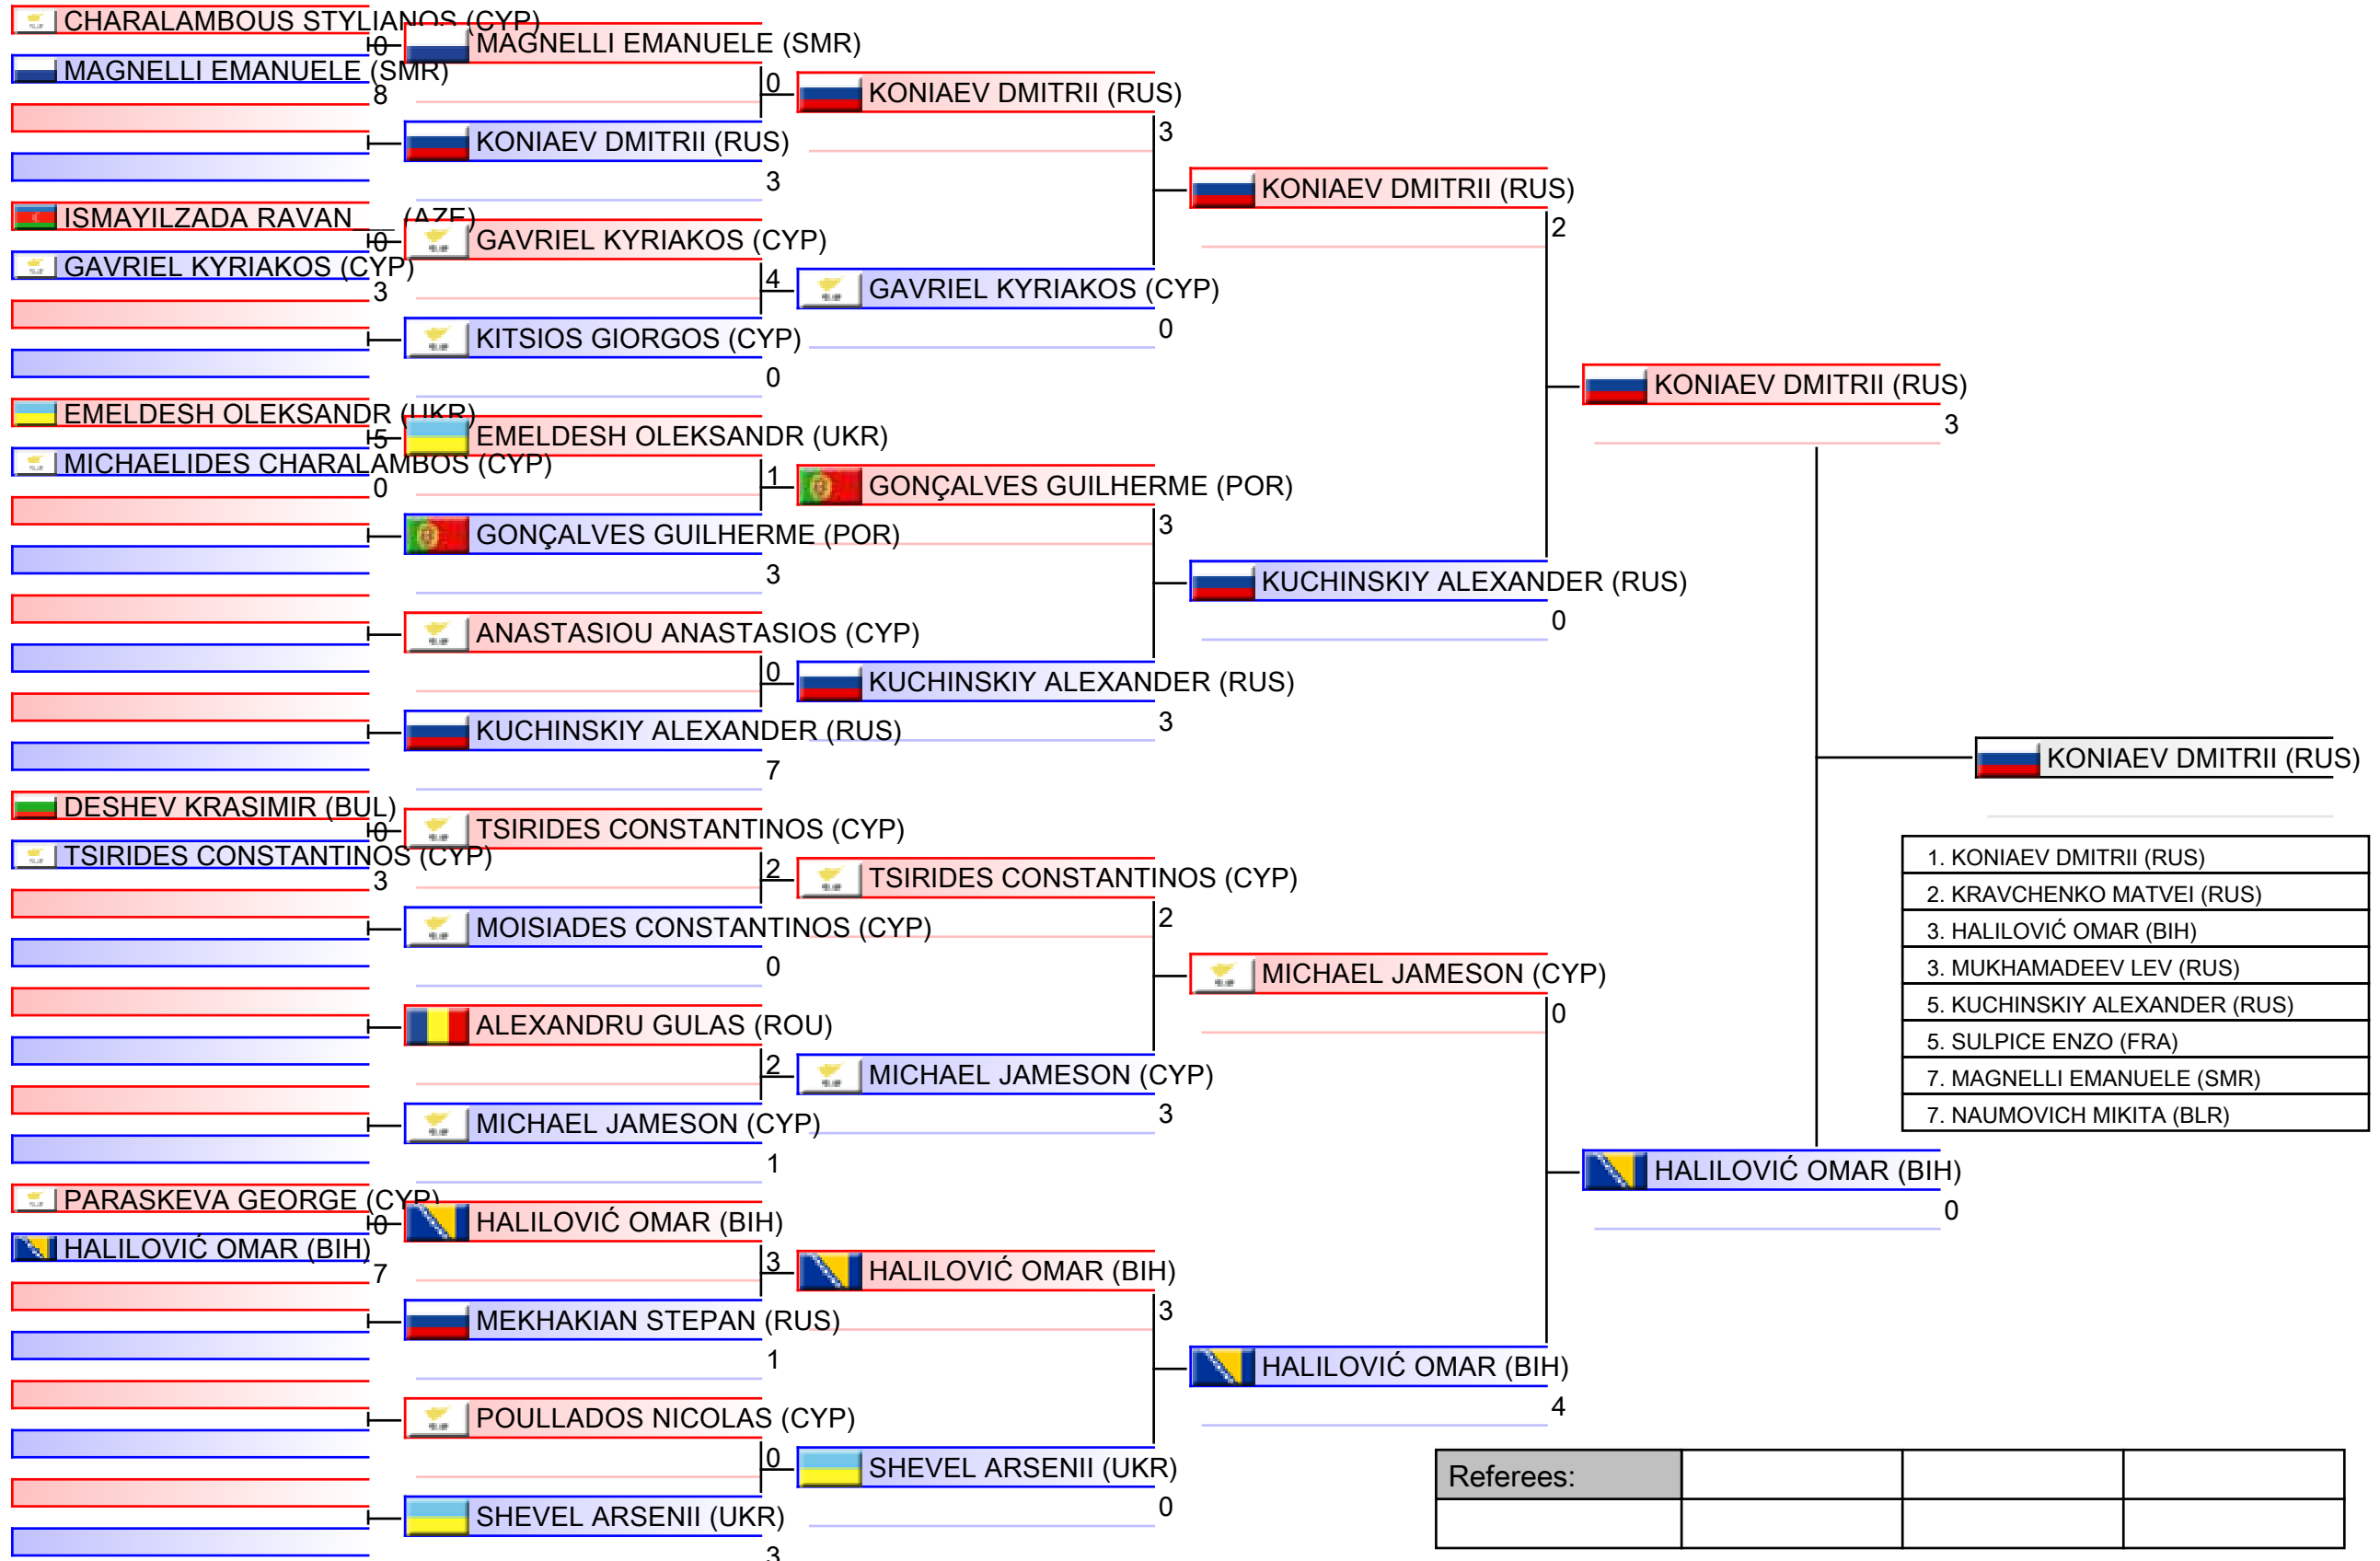 CHARALAMBOUS STYLIANOS (CYP)
0
MAGNELLI EMANUELE (SMR)
8
ISMAYILZADA RAVAN___ (AZE)
0
GAVRIEL KYRIAKOS (CYP)
3
EMELDESH OLEKSANDR (UKR)
5
MICHAELIDES CHARALAMBOS (CYP)
0
DESHEV KRASIMIR (BUL)
0
TSIRIDES CONSTANTINOS (CYP)
3
PARASKEVA GEORGE (CYP)
0
HALILOVIĆ OMAR (BIH)
7
MAGNELLI EMANUELE (SMR)
0
KONIAEV DMITRII (RUS)
3
GAVRIEL KYRIAKOS (CYP)
4
KITSIOS GIORGOS (CYP)
0
EMELDESH OLEKSANDR (UKR)
1
GONÇALVES GUILHERME (POR)
3
ANASTASIOU ANASTASIOS (CYP)
0
KUCHINSKIY ALEXANDER (RUS)
7
TSIRIDES CONSTANTINOS (CYP)
2
MOISIADES CONSTANTINOS (CYP)
0
ALEXANDRU GULAS (ROU)
2
MICHAEL JAMESON (CYP)
1
HALILOVIĆ OMAR (BIH)
3
MEKHAKIAN STEPAN (RUS)
1
POULLADOS NICOLAS (CYP)
0
SHEVEL ARSENII (UKR)
3
KONIAEV DMITRII (RUS)
3
GAVRIEL KYRIAKOS (CYP)
0
GONÇALVES GUILHERME (POR)
3
KUCHINSKIY ALEXANDER (RUS)
3
TSIRIDES CONSTANTINOS (CYP)
2
MICHAEL JAMESON (CYP)
3
HALILOVIĆ OMAR (BIH)
3
SHEVEL ARSENII (UKR)
0
KONIAEV DMITRII (RUS)
2
KUCHINSKIY ALEXANDER (RUS)
0
MICHAEL JAMESON (CYP)
0
HALILOVIĆ OMAR (BIH)
4
KONIAEV DMITRII (RUS)
3
HALILOVIĆ OMAR (BIH)
0
KONIAEV DMITRII (RUS)
1. KONIAEV DMITRII (RUS)
2. KRAVCHENKO MATVEI (RUS)
3. HALILOVIĆ OMAR (BIH)
3. MUKHAMADEEV LEV (RUS)
5. KUCHINSKIY ALEXANDER (RUS)
5. SULPICE ENZO (FRA)
7. MAGNELLI EMANUELE (SMR)
7. NAUMOVICH MIKITA (BLR)
Referees: